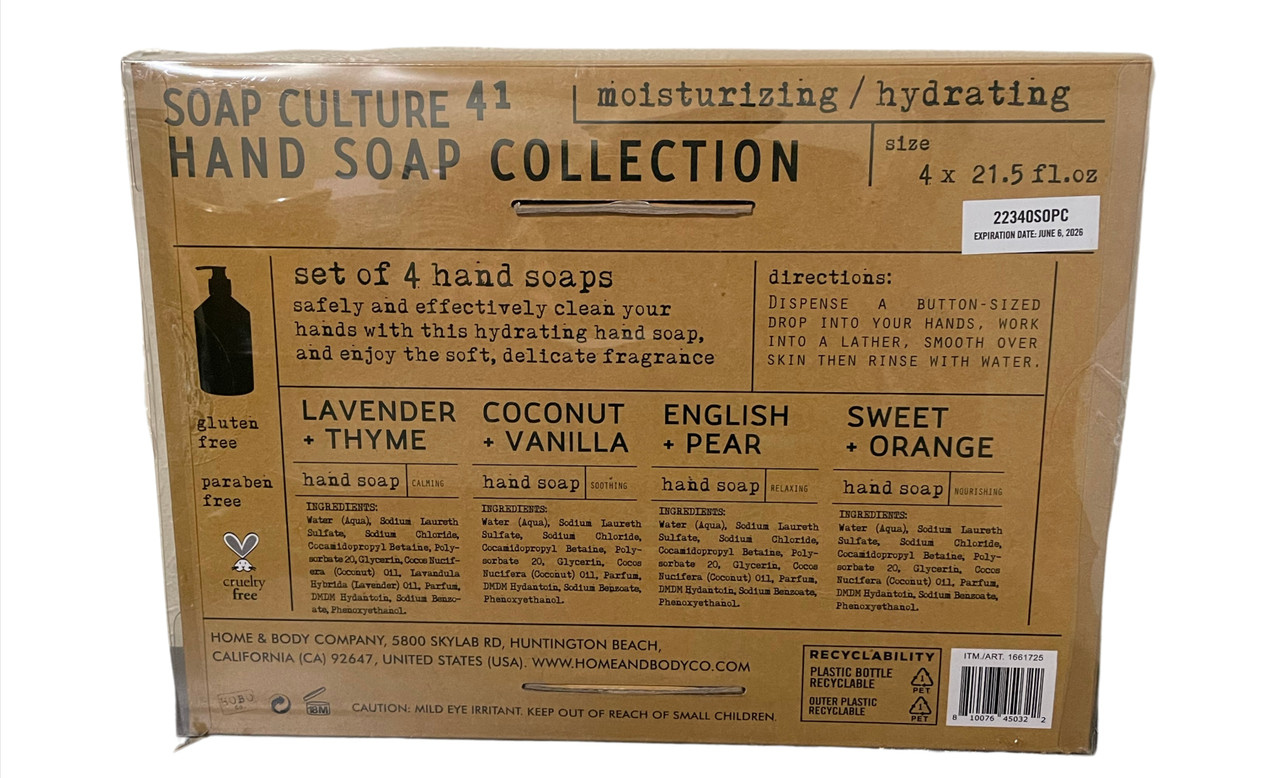 SOAP CULTURE 41
HAND SOAP COLLECTION
moisturizing / hydrating
size
4 x 21.5 fl.oz
22340SOPC
EXPIRATION DATE: JUNE 6, 2026
set of 4 hand soaps
safely and effectively clean your
hands with this hydrating hand soap,
and enjoy the soft, delicate fragrance
directions:
DISPENSE A BUTTON-SIZED
DROP INTO YOUR HANDS, WORK
INTO A LATHER, SMOOTH OVER
SKIN THEN RINSE WITH WATER.
gluten
free
paraben
free
cruelty
free
LAVENDER
+ THYME
hand soap
CALMING
INGREDIENTS:
Water (Aqua), Sodium Laureth
Sulfate, Sodium Chloride,
Cocamidopropyl Betaine, Poly-
sorbate 20, Glycerin, Cocos Nucif-
era (Coconut) Oil, Lavandula
Hybrida (Lavender) Oil, Parfum,
DMDM Hydantoin, Sodium Benzo-
ate, Phenoxyethanol.
COCONUT
+ VANILLA
hand soap
SOOTHING
INGREDIENTS:
Water (Aqua), Sodium Laureth
Sulfate, Sodium Chloride,
Cocamidopropyl Betaine, Poly-
sorbate 20, Glycerin, Cocos
Nucifera (Coconut) Oil, Parfum,
DMDM Hydantoin, Sodium Benzoate,
Phenoxyethanol.
ENGLISH
+ PEAR
hand soap
RELAXING
INGREDIENTS:
Water (Aqua), Sodium Laureth
Sulfate, Sodium Chloride,
Cocamidopropyl Betaine, Poly-
sorbate 20, Glycerin, Cocos
Nucifera (Coconut) Oil, Parfum,
DMDM Hydantoin, Sodium Benzoate,
Phenoxyethanol.
SWEET
+ ORANGE
hand soap
NOURISHING
INGREDIENTS:
Water (Aqua), Sodium Laureth
Sulfate, Sodium Chloride,
Cocamidopropyl Betaine, Poly-
sorbate 20, Glycerin, Cocos
Nucifera (Coconut) Oil, Parfum,
DMDM Hydantoin, Sodium Benzoate,
Phenoxyethanol.
HOME & BODY COMPANY, 5800 SKYLAB RD, HUNTINGTON BEACH,
CALIFORNIA (CA) 92647, UNITED STATES (USA). WWW.HOMEANDBODYCO.COM
HOBO
CO.
18M
CAUTION: MILD EYE IRRITANT. KEEP OUT OF REACH OF SMALL CHILDREN.
RECYCLABILITY
PLASTIC BOTTLE
RECYCLABLE
1
PET
OUTER PLASTIC
RECYCLABLE
1
PET
ITM./ART. 1661725
8 10076 45032 2